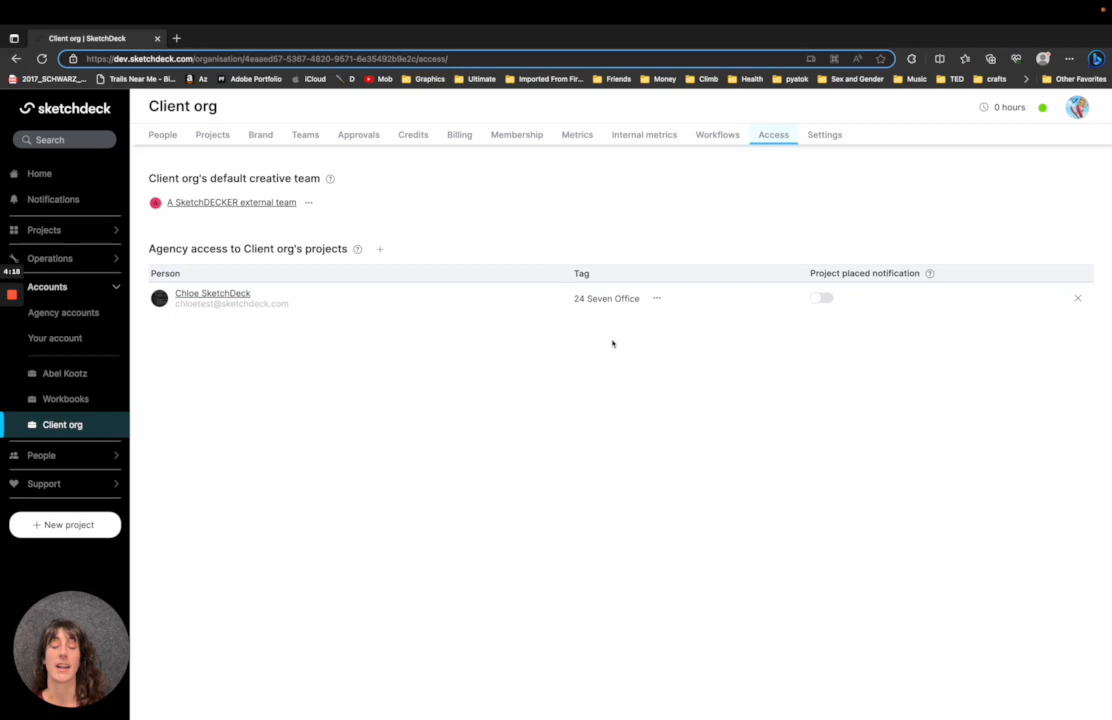 Client org | SketchDeck
https://dev.sketchdeck.com/organisation/4eaaed57-5367-4820-9571-6e35492b9e2c/access/
2017_SCHWARZ_... Trails Near Me - Bi... Az Adobe Portfolio iCloud D Mob Graphics Ultimate Imported From Fir... Friends Money Climb Health pyatok Sex and Gender Music TED crafts Other Favorites
sketchdeck
Search
Home
Notifications
Projects
Operations
4:18
Accounts
Agency accounts
Your account
Abel Kootz
Workbooks
Client org
People
Support
+ New project
Client org
0 hours
People Projects Brand Teams Approvals Credits Billing Membership Metrics Internal metrics Workflows Access Settings
Client org's default creative team ?
A A SketchDECKER external team ...
Agency access to Client org's projects ? +
Person Tag Project placed notification ?
Chloe SketchDeck 24 Seven Office ...
chloetest@sketchdeck.com